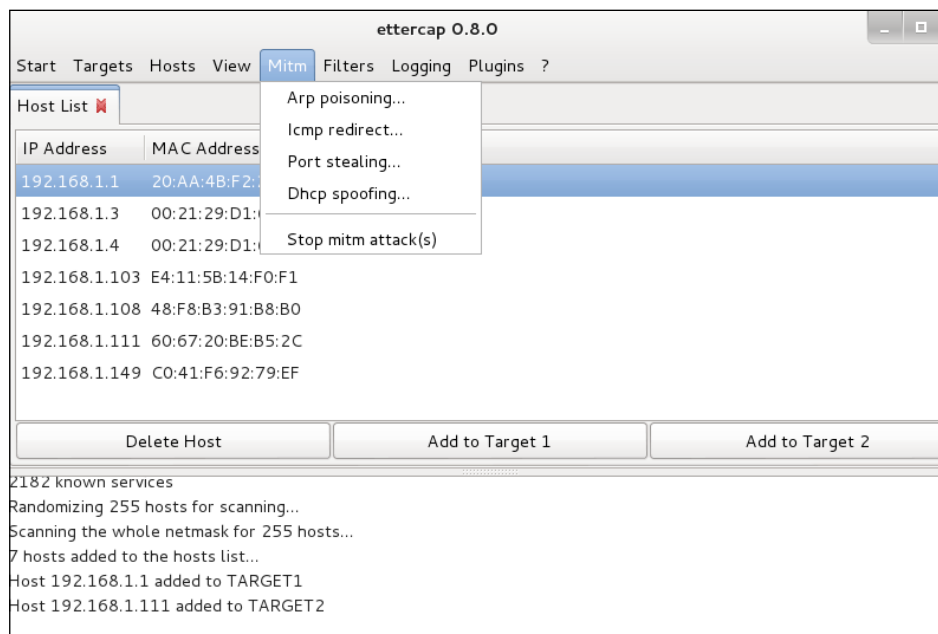 ettercap 0.8.0
Start Targets Hosts View Mitm Filters Logging Plugins ?
Host List
Arp poisoning...
Icmp redirect...
Port stealing...
Dhcp spoofing...
Stop mitm attack(s)
IP Address MAC Address
192.168.1.1 20:AA:4B:F2:
192.168.1.3 00:21:29:D1:
192.168.1.4 00:21:29:D1:
192.168.1.103 E4:11:5B:14:F0:F1
192.168.1.108 48:F8:B3:91:B8:B0
192.168.1.111 60:67:20:BE:B5:2C
192.168.1.149 C0:41:F6:92:79:EF
Delete Host Add to Target 1 Add to Target 2
2182 known services
Randomizing 255 hosts for scanning...
Scanning the whole netmask for 255 hosts...
7 hosts added to the hosts list...
Host 192.168.1.1 added to TARGET1
Host 192.168.1.111 added to TARGET2